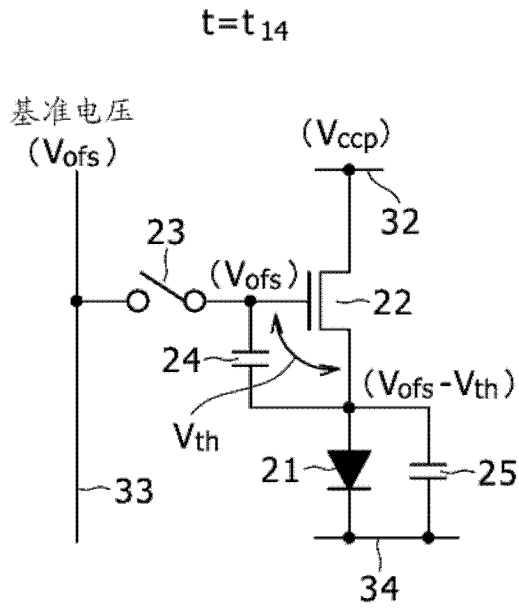 t=t14
基准电压
(Vofs)
(Vccp)
32
23
(Vofs)
22
24
(Vofs-Vth)
Vth
21
25
33
34